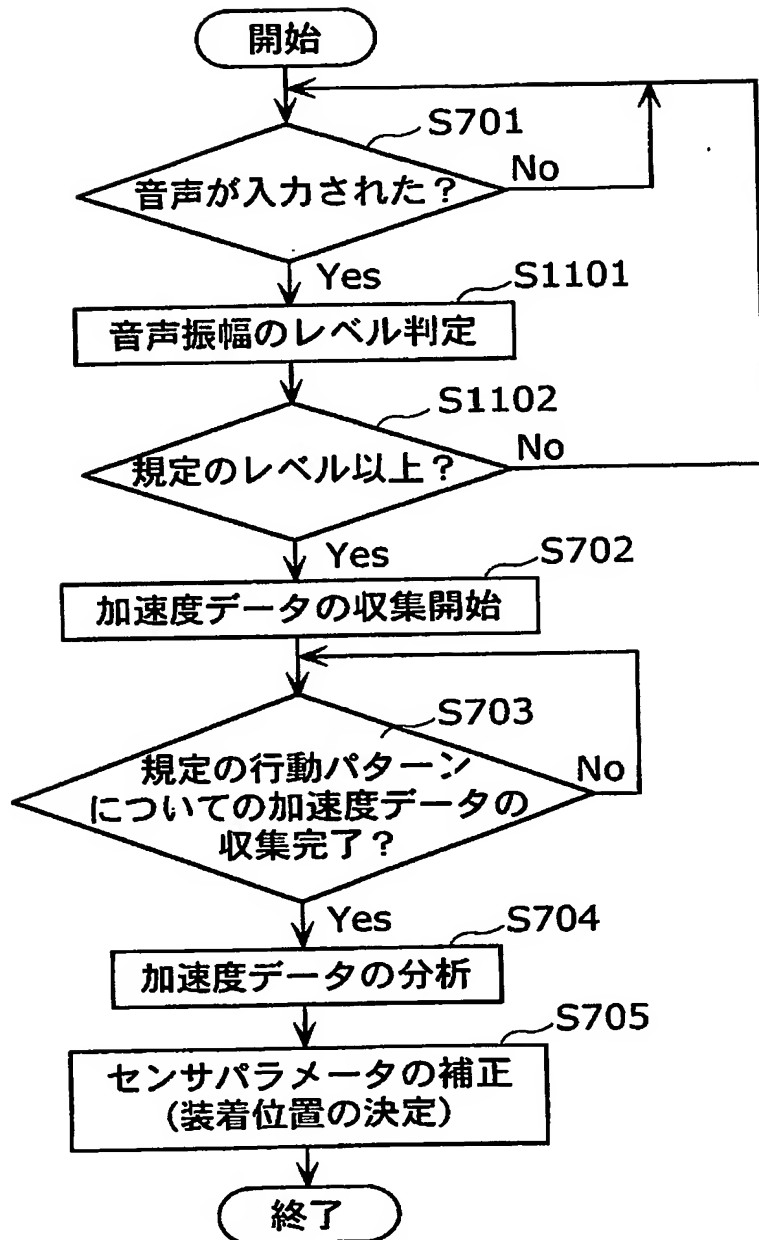 開始
S701
音声が入力された?
No
Yes
S1101
音声振幅のレベル判定
S1102
規定のレベル以上?
No
Yes
S702
加速度データの収集開始
S703
規定の行動パターン
についての加速度データの
収集完了?
No
Yes
S704
加速度データの分析
S705
センサパラメータの補正
(装着位置の決定)
終了